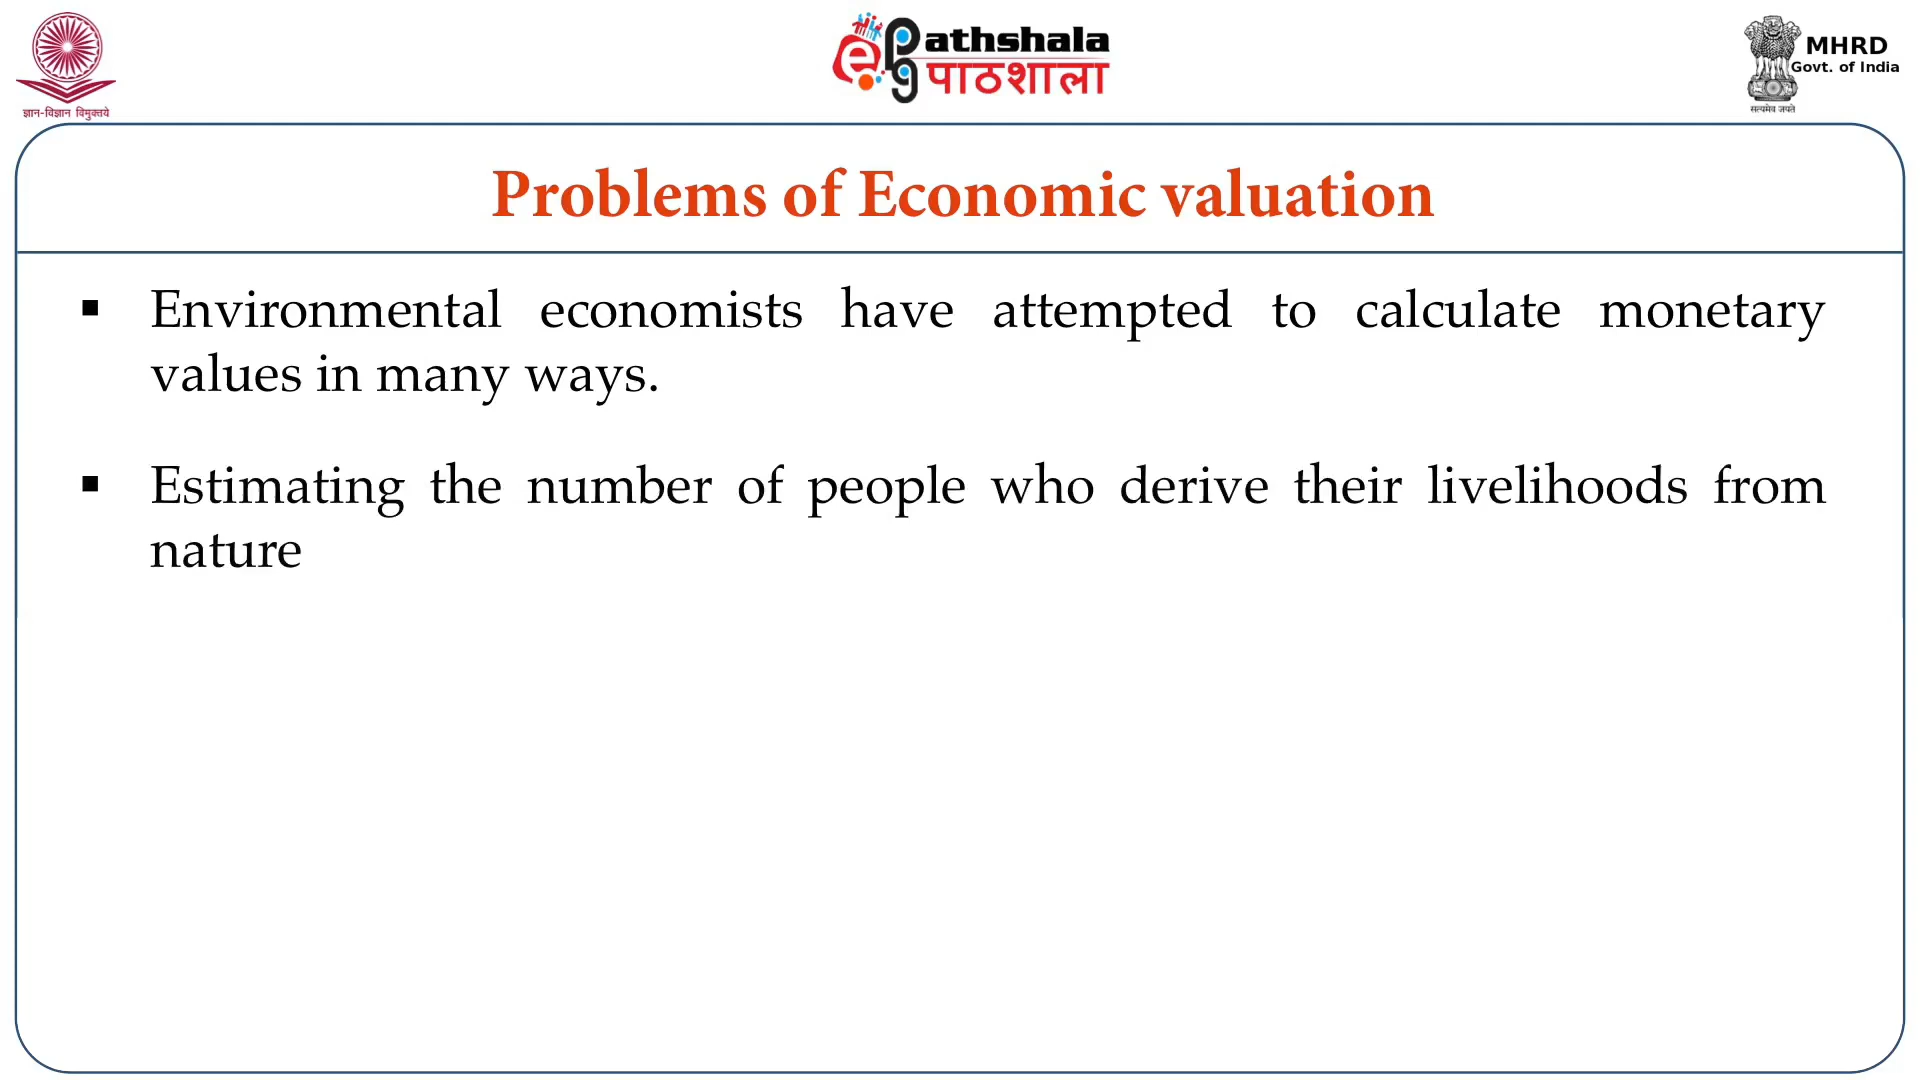 ज्ञान-विज्ञान विमुक्तये
e
pg
athshala
पाठशाला
MHRD
Govt. of India
सत्यमेव जयते
Problems of Economic valuation
▪ Environmental economists have attempted to calculate monetary
values in many ways.
▪ Estimating the number of people who derive their livelihoods from
nature